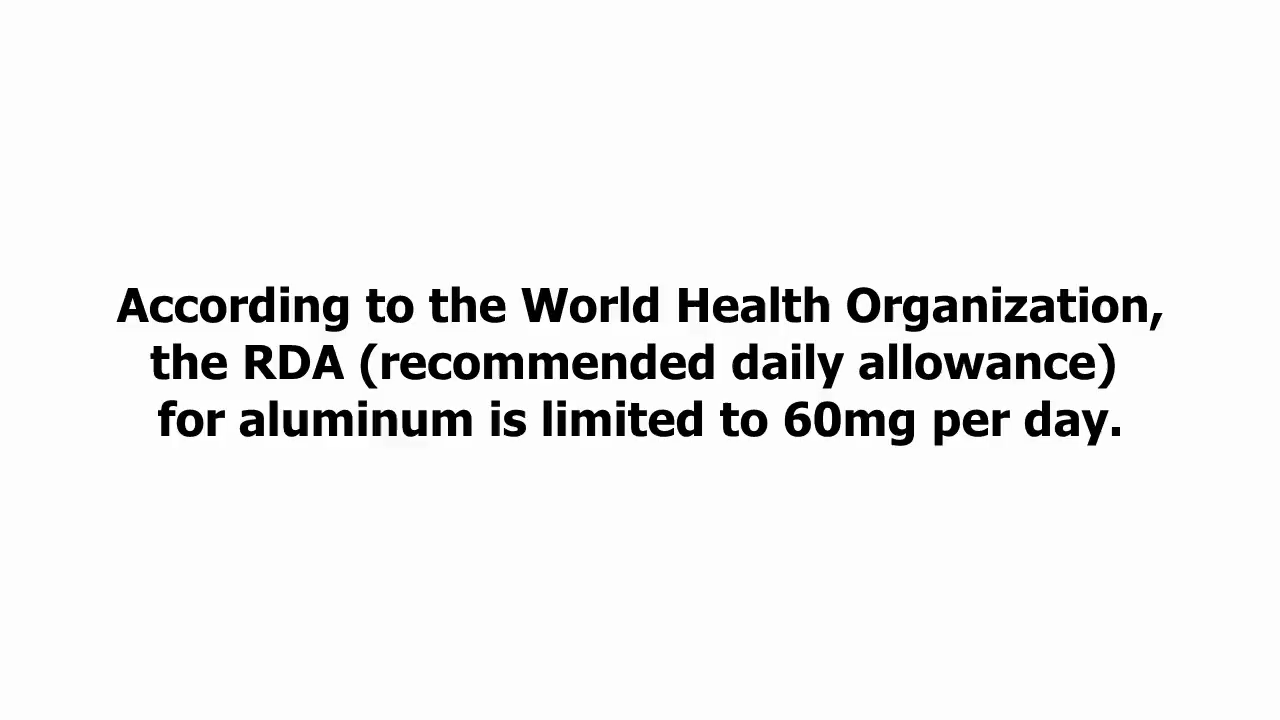 According to the World Health Organization,
the RDA (recommended daily allowance)
for aluminum is limited to 60mg per day.